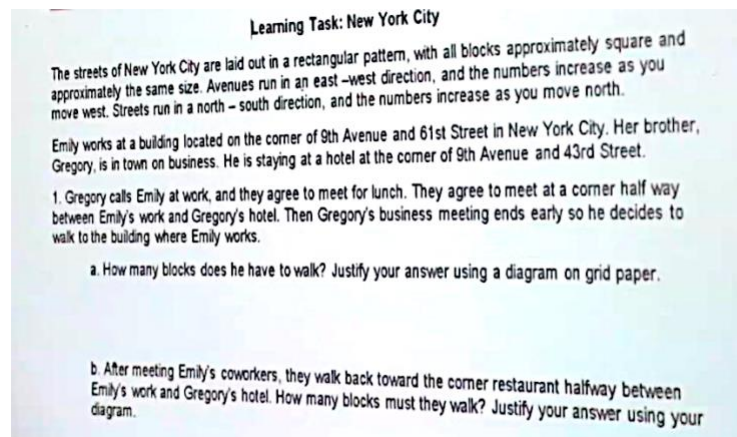 Learning Task: New York City
The streets of New York City are laid out in a rectangular pattern, with all blocks approximately square and
approximately the same size. Avenues run in an east –west direction, and the numbers increase as you
move west. Streets run in a north – south direction, and the numbers increase as you move north.
Emily works at a building located on the corner of 9th Avenue and 61st Street in New York City. Her brother,
Gregory, is in town on business. He is staying at a hotel at the corner of 9th Avenue and 43rd Street.
1. Gregory calls Emily at work, and they agree to meet for lunch. They agree to meet at a corner half way
between Emily's work and Gregory's hotel. Then Gregory's business meeting ends early so he decides to
walk to the building where Emily works.
a. How many blocks does he have to walk? Justify your answer using a diagram on grid paper.
b. After meeting Emily's coworkers, they walk back toward the corner restaurant halfway between
Emily's work and Gregory's hotel. How many blocks must they walk? Justify your answer using your
diagram.